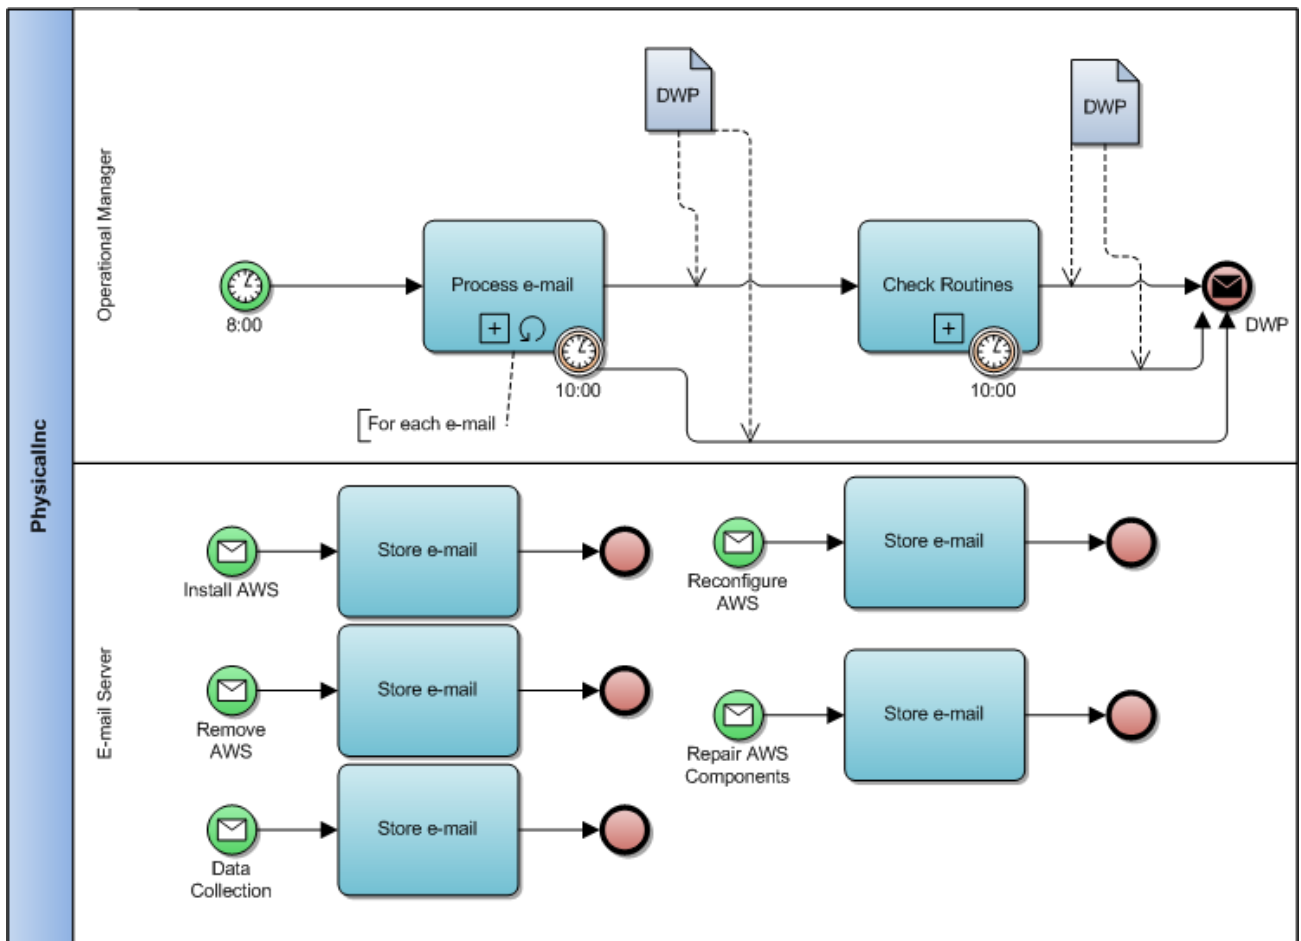 PhysicalInc
Operational Manager
DWP
DWP
Process e-mail
Check Routines
8:00
10:00
10:00
DWP
For each e-mail
E-mail Server
Store e-mail
Install AWS
Store e-mail
Reconfigure
AWS
Store e-mail
Remove
AWS
Store e-mail
Repair AWS
Components
Store e-mail
Data
Collection